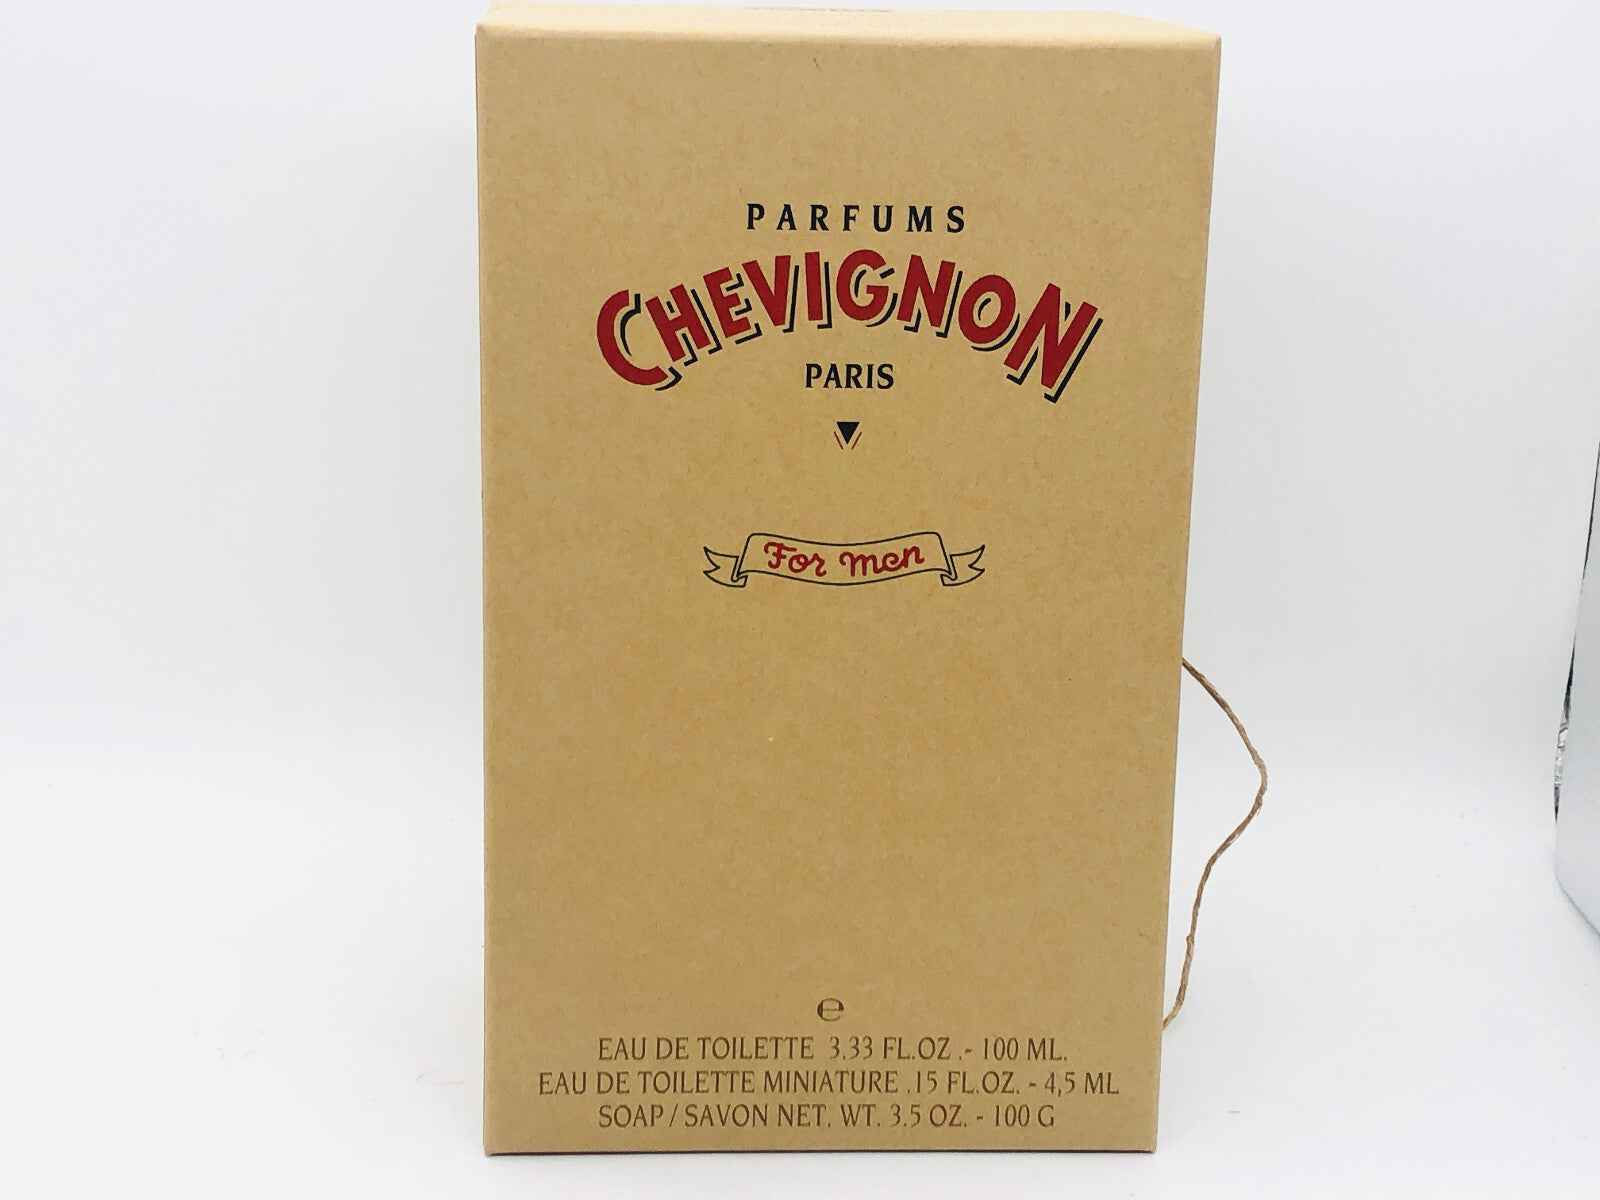 PARFUMS
CHEVIGNON
PARIS
For men
℮
EAU DE TOILETTE 3.33 FL.OZ.- 100 ML.
EAU DE TOILETTE MINIATURE .15 FL.OZ. - 4,5 ML
SOAP / SAVON NET. WT. 3.5 OZ. - 100 G